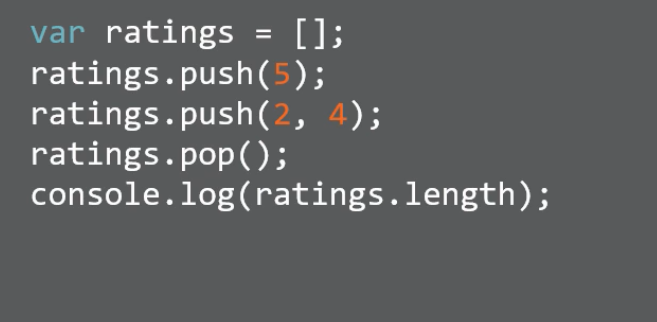 var ratings = [];
ratings.push(5);
ratings.push(2, 4);
ratings.pop();
console.log(ratings.length);